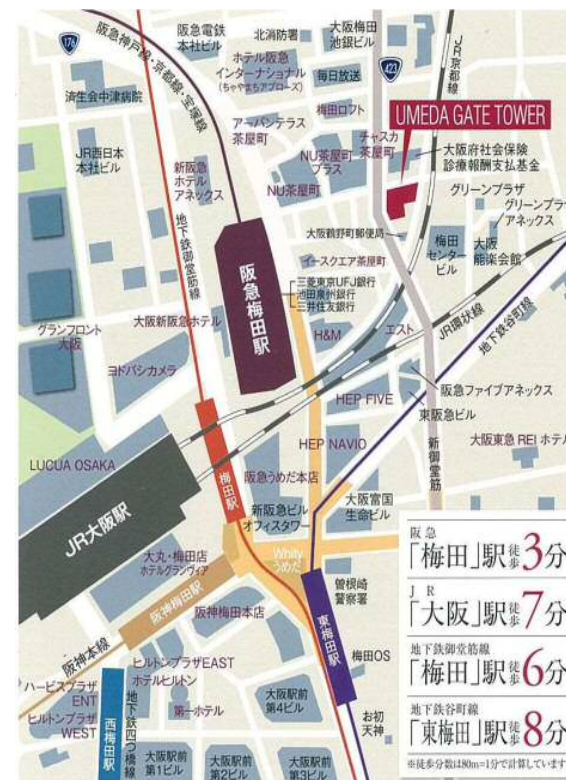 176
阪急神戸線・京都線・宝塚線
阪急電鉄
本社ビル
北消防署
大阪梅田
池銀ビル
ホテル阪急
インターナショナル
(ちゃやまちアプローズ)
毎日放送
423
JR京都線
済生会中津病院
梅田ロフト
UMEDA GATE TOWER
アーバンテラス
茶屋町
チャスカ
茶屋町
JR西日本
本社ビル
新阪急
ホテル
アネックス
NU茶屋町
プラス
NU茶屋町
大阪府社会保険
診療報酬支払基金
グリーンプラザ
グリーンプラザ
アネックス
地下鉄御堂筋線
大阪鶴野町郵便局
梅田
センター
ビル
大阪
能楽会館
イースクエア茶屋町
阪急梅田駅
三菱東京UFJ銀行
池田泉州銀行
三井住友銀行
グランフロント
大阪
大阪新阪急ホテル
H&M
エスト
JR環状線
地下鉄谷町線
ヨドバシカメラ
阪急ファイブアネックス
HEP FIVE
東阪急ビル
HEP NAVIO
新御堂筋
大阪東急 REI ホテル
LUCUA OSAKA
梅田駅
阪急うめだ本店
JR大阪駅
新阪急ビル
オフィスタワー
大阪富国
生命ビル
大丸・梅田店
ホテルグランヴィア
Whity
うめだ
阪神梅田駅
曽根崎
警察署
阪神梅田本店
東梅田駅
阪神本線
ヒルトンプラザEAST
ホテルヒルトン
梅田OS
ハービスプラザ
ENT
ヒルトンプラザ
WEST
西梅田駅
地下鉄四つ橋線
第一ホテル
大阪駅前
第4ビル
お初
天神
大阪駅前
第1ビル
大阪駅前
第2ビル
大阪駅前
第3ビル
阪急
「梅田」駅徒歩3分
JR
「大阪」駅徒歩7分
地下鉄御堂筋線
「梅田」駅徒歩6分
地下鉄谷町線
「東梅田」駅徒歩8分
※徒歩分数は80m=1分で計算しています